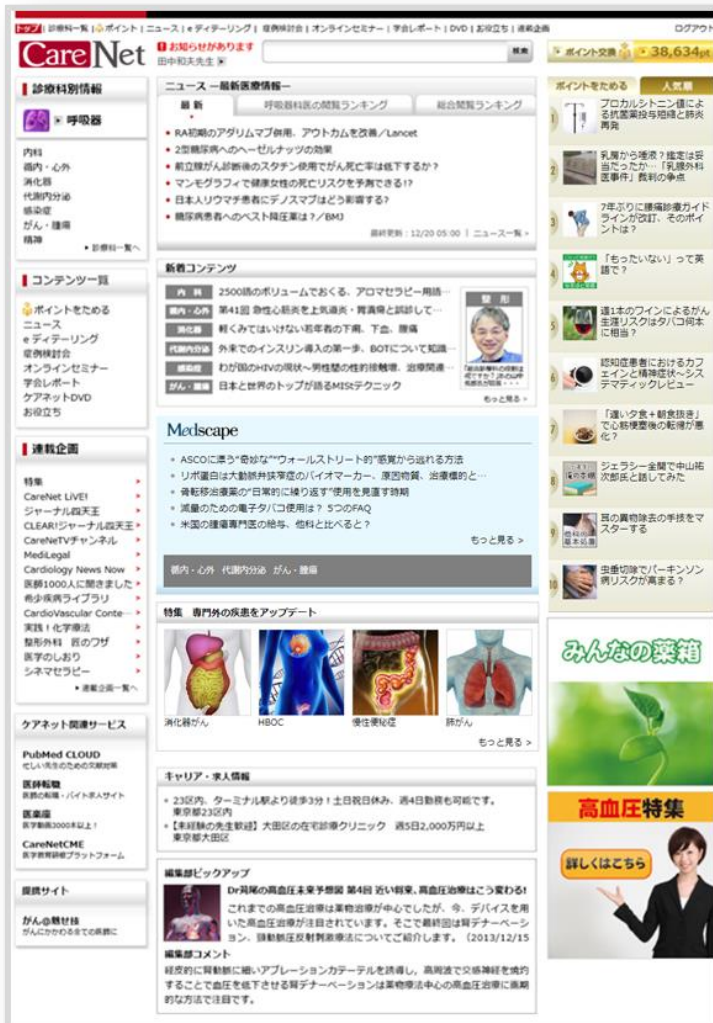 トップ | 診療科一覧 | ポイント | ニュース | eディテーリング | 症例検討会 | オンラインセミナー | 学会レポート | DVD | お役立ち | 連載企画
ログアウト
CareNet
お知らせがあります
田中和夫先生
検索
ポイント交換
38,634pt
診療科別情報
呼吸器
内科
循内・心外
消化器
代謝内分泌
感染症
がん・腫瘍
精神
診療科一覧へ
コンテンツ一覧
ポイントをためる
ニュース
e ディテーリング
症例検討会
オンラインセミナー
学会レポート
ケアネットDVD
お役立ち
連載企画
特集
CareNet LiVE!
ジャーナル四天王
CLEAR!ジャーナル四天王
CareNeTVチャンネル
MediLegal
Cardiology News Now
医師1000人に聞きました
希少疾病ライブラリ
CardioVascular Conte…
実践！化学療法
整形外科 匠のワザ
医学のしおり
シネマセラピー
連載企画一覧へ
ケアネット関連サービス
PubMed CLOUD
忙しい先生のための文献対策
医師転職
医師の転職・バイト求人サイト
医楽座
医学動画3000本以上！
CareNetCME
医学教育研修プラットフォーム
提携サイト
がん@魅せ技
がんにかかわる全ての医師に
ニュース ―最新医療情報―
最新
呼吸器科医の閲覧ランキング
総合閲覧ランキング
RA初期のアダリムマブ併用、アウトカムを改善／Lancet
2型糖尿病へのヘーゼルナッツの効果
前立腺がん診断後のスタチン使用でがん死亡率は低下するか？
マンモグラフィで健康女性の死亡リスクを予測できる!?
日本人リウマチ患者にデノスマブはどう影響する?
糖尿病患者へのベスト降圧薬は？／BMJ
最終更新：12/20 05:00 | ニュース一覧 >
新着コンテンツ
内科 2500語のボリュームでおくる、アロマセラピー用語…
循内・心外 第41回 急性心筋炎を上気道炎・胃潰瘍と誤診して…
消化器 軽くみてはいけない若年者の下痢、下血、腹痛
代謝内分泌 外来でのインスリン導入の第一歩、BOTについて知識…
感染症 わが国のHIVの現状～男性間の性的接触増、治療関連…
がん・腫瘍 日本と世界のトップが語るMIStテクニック
整形
もっと見る >
Medscape
ASCOに漂う“奇妙な”“ウォールストリート的”感覚から逃れる方法
リポ蛋白は大動脈弁狭窄症のバイオマーカー、原因物質、治療標的と…
骨転移治療薬の“日常的に繰り返す”使用を見直す時期
減量のための電子タバコ使用は？ 5つのFAQ
米国の腫瘍専門医の給与、他科と比べると？
もっと見る >
循内・心外 代謝内分泌 がん・腫瘍
特集 専門外の疾患をアップデート
消化器がん
HBOC
慢性便秘症
肺がん
もっと見る >
キャリア・求人情報
23区内、ターミナル駅より徒歩3分！土日祝日休み、週4日勤務も可能です。
東京都23区内
【未経験の先生歓迎】大田区の在宅診療クリニック 週5日2,000万円以上
東京都大田区
編集部ピックアップ
Dr苅尾の高血圧未来予想図 第4回 近い将来、高血圧治療はこう変わる!
これまでの高血圧治療は薬物治療が中心でしたが、今、デバイスを用
いた高血圧治療が注目されています。そこで最終回は腎デナーベーシ
ョン、頸動脈圧反射刺激療法についてご紹介します。（2013/12/15
編集部コメント
経皮的に腎動脈に細いアブレーションカテーテルを誘導し、高周波で交感神経を焼灼
することで血圧を低下させる腎デナーベーションは薬物療法中心の高血圧治療に画期
的な方法で注目です。
ポイントをためる
人気順
1 プロカルシトニン値によ
る抗菌薬投与短縮と肺炎
再発
2 乳房から唾液？鑑定は妥
当だったか…「乳腺外科
医事件」裁判の争点
3 7年ぶりに腰痛診療ガイド
ラインが改訂、そのポイ
ントは？
4 「もったいない」って英
語で？
5 週1本のワインによるがん
生涯リスクはタバコ何本
に相当？
6 認知症患者におけるカフ
ェインと精神症状～シス
テマティックレビュー
7 「遅い夕食＋朝食抜き」
で心筋梗塞後の転帰が悪
化？
8 ジェラシー全開で中山祐
次郎氏と話してみた
9 耳の異物除去の手技をマ
スターする
10 虫垂切除でパーキンソン
病リスクが高まる？
みんなの薬箱
高血圧特集
詳しくはこちら